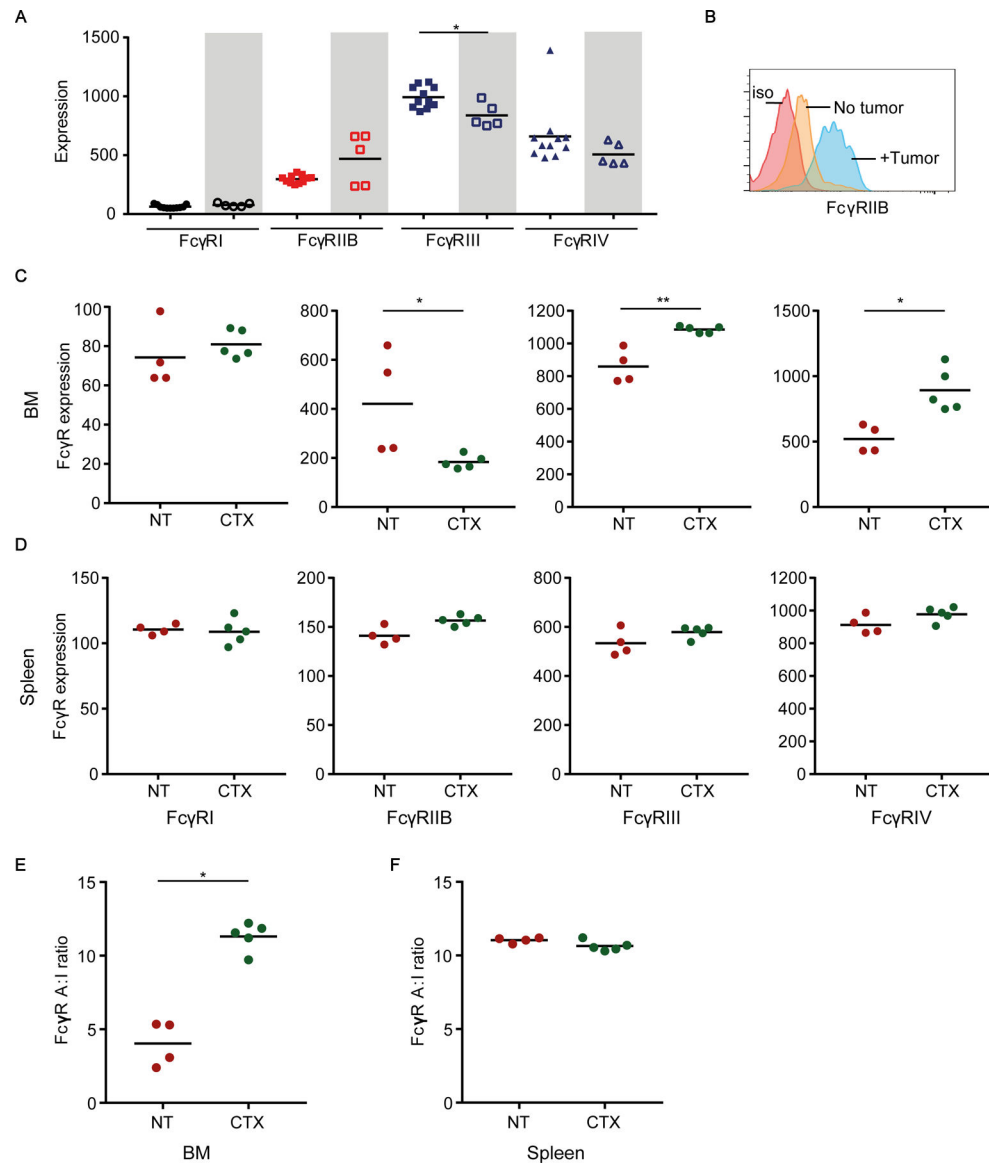 A
*
1500
1000
500
0
Expression
FcγRI
FcγRIIB
FcγRIII
FcγRIV
B
iso
No tumor
+Tumor
FcγRIIB
C
BM
FcγR expression
100
80
60
40
20
0
NT CTX
*
800
600
400
200
0
NT CTX
**
1200
1000
800
600
400
200
0
NT CTX
*
1500
1000
500
0
NT CTX
D
Spleen
FcγR expression
150
100
50
0
NT CTX
FcγRI
200
150
100
50
0
NT CTX
FcγRIIB
800
600
400
200
0
NT CTX
FcγRIII
1200
1000
800
600
400
200
0
NT CTX
FcγRIV
E
*
FcγR A:I ratio
15
10
5
0
NT CTX
BM
F
FcγR A:I ratio
15
10
5
0
NT CTX
Spleen